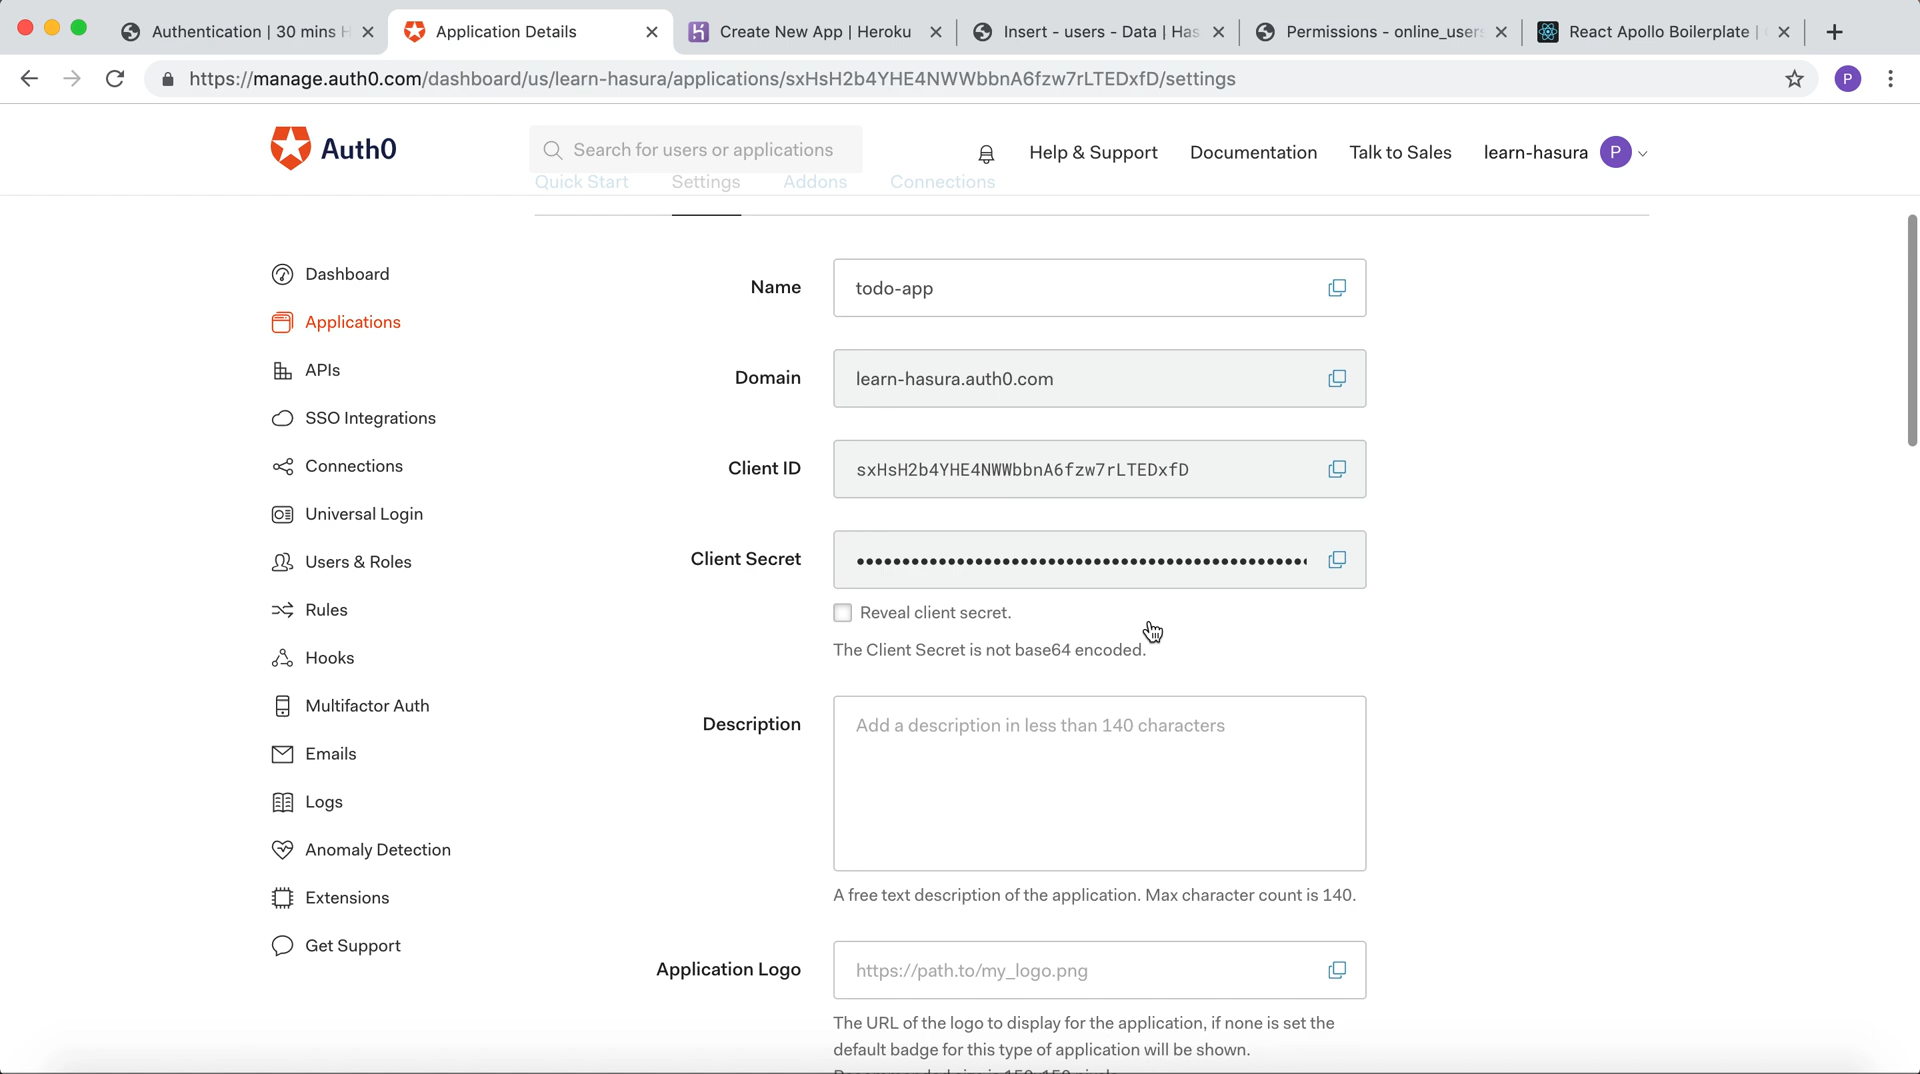 Authentication | 30 mins H
Application Details
Create New App | Heroku
Insert - users - Data | Has
Permissions - online_users
React Apollo Boilerplate |
https://manage.auth0.com/dashboard/us/learn-hasura/applications/sxHsH2b4YHE4NWWbbnA6fzw7rLTEDxfD/settings
P
Auth0
Search for users or applications
Help & Support
Documentation
Talk to Sales
learn-hasura
P
Quick Start
Settings
Addons
Connections
Dashboard
Applications
APIs
SSO Integrations
Connections
Universal Login
Users & Roles
Rules
Hooks
Multifactor Auth
Emails
Logs
Anomaly Detection
Extensions
Get Support
Name
todo-app
Domain
learn-hasura.auth0.com
Client ID
sxHsH2b4YHE4NWWbbnA6fzw7rLTEDxfD
Client Secret
••••••••••••••••••••••••••••••••••••••••••••••••••
Reveal client secret.
The Client Secret is not base64 encoded.
Description
Add a description in less than 140 characters
A free text description of the application. Max character count is 140.
Application Logo
https://path.to/my_logo.png
The URL of the logo to display for the application, if none is set the
default badge for this type of application will be shown.